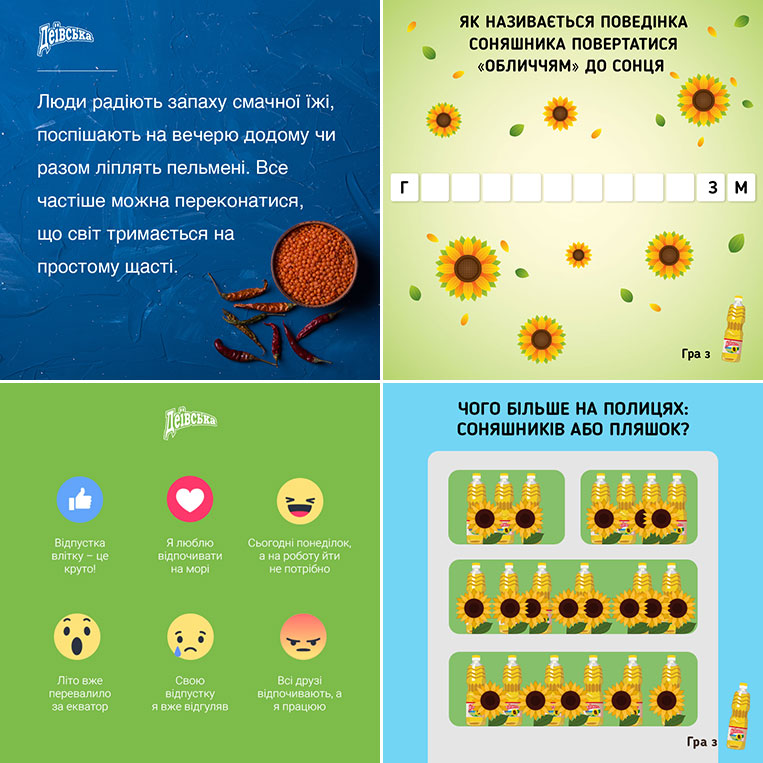 Деївська
Люди радіють запаху смачної їжі,
поспішають на вечерю додому чи
разом ліплять пельмені. Все
частіше можна переконатися,
що світ тримається на
простому щасті.
ЯК НАЗИВАЄТЬСЯ ПОВЕДІНКА
СОНЯШНИКА ПОВЕРТАТИСЯ
«ОБЛИЧЧЯМ» ДО СОНЦЯ
Г З М
Гра з
Деївська
Відпустка
влітку – це
круто!
Я люблю
відпочивати
на морі
Сьогодні понеділок,
а на роботу йти
не потрібно
Літо вже
перевалило
за екватор
Свою
відпустку
я вже відгуляв
Всі друзі
відпочивають, а
я працюю
ЧОГО БІЛЬШЕ НА ПОЛИЦЯХ:
СОНЯШНИКІВ АБО ПЛЯШОК?
Гра з